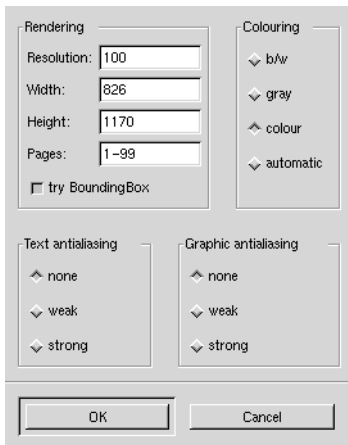 Rendering
Resolution: 100
Width: 826
Height: 1170
Pages: 1-99
try BoundingBox
Colouring
b/w
gray
colour
automatic
Text antialiasing
none
weak
strong
Graphic antialiasing
none
weak
strong
OK
Cancel